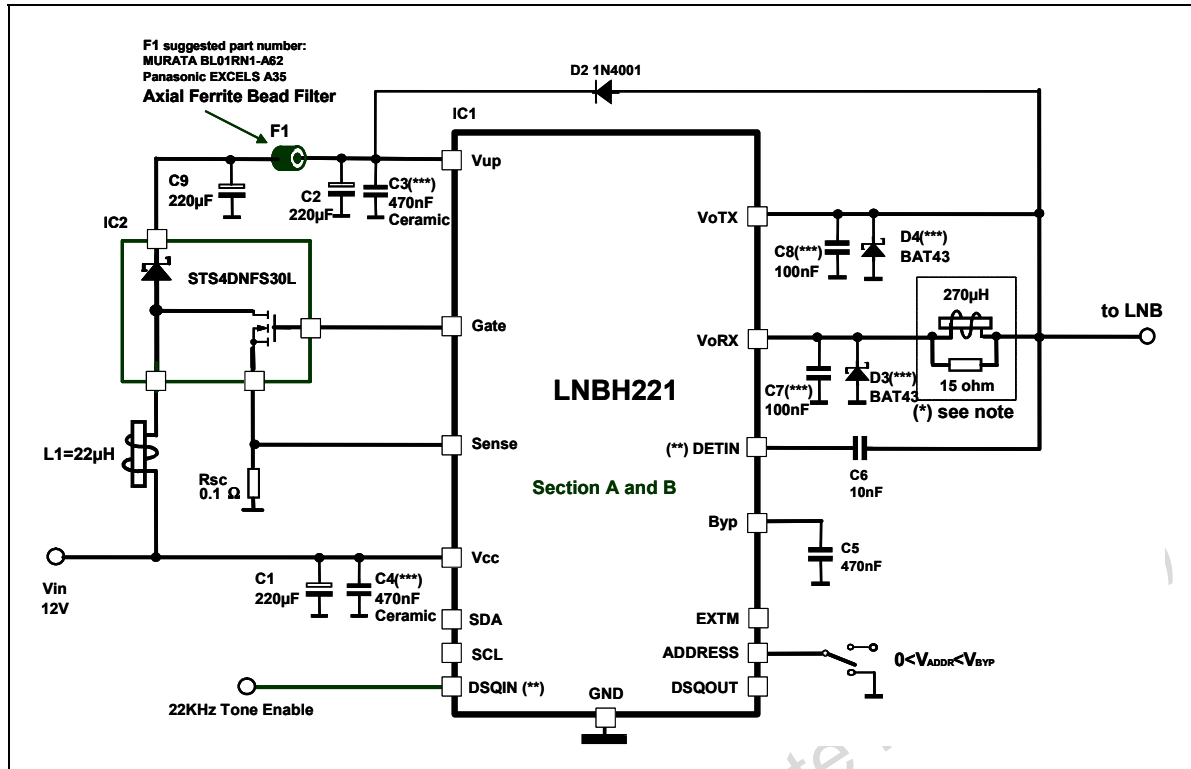 F1 suggested part number:
MURATA BL01RN1-A62
Panasonic EXCELS A35
Axial Ferrite Bead Filter
D2 1N4001
IC1
F1
Vup
C9
220µF
C2
220µF
C3(***)
470nF
Ceramic
IC2
STS4DNFS30L
VoTX
C8(***)
100nF
D4(***)
BAT43
270µH
to LNB
Gate
VoRX
15 ohm
(*) see note
C7(***)
100nF
D3(***)
BAT43
LNBH221
L1=22µH
Sense
Rsc
0.1 Ω
(**) DETIN
C6
10nF
Section A and B
Byp
C5
470nF
Vcc
Vin
12V
C1
220µF
C4(***)
470nF
Ceramic
SDA
EXTM
SCL
ADDRESS
0<VADDR<VBYP
DSQIN (**)
GND
DSQOUT
22KHz Tone Enable